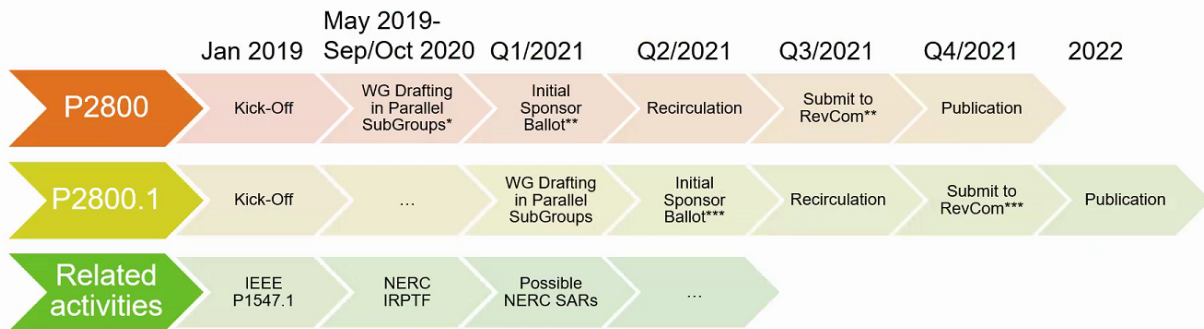 May 2019-
Jan 2019 Sep/Oct 2020 Q1/2021 Q2/2021 Q3/2021 Q4/2021 2022
P2800
Kick-Off
WG Drafting
in Parallel
SubGroups*
Initial
Sponsor
Ballot**
Recirculation
Submit to
RevCom**
Publication
P2800.1
Kick-Off
...
WG Drafting
in Parallel
SubGroups
Initial
Sponsor
Ballot***
Recirculation
Submit to
RevCom***
Publication
Related
activities
IEEE
P1547.1
NERC
IRPTF
Possible
NERC SARs
...